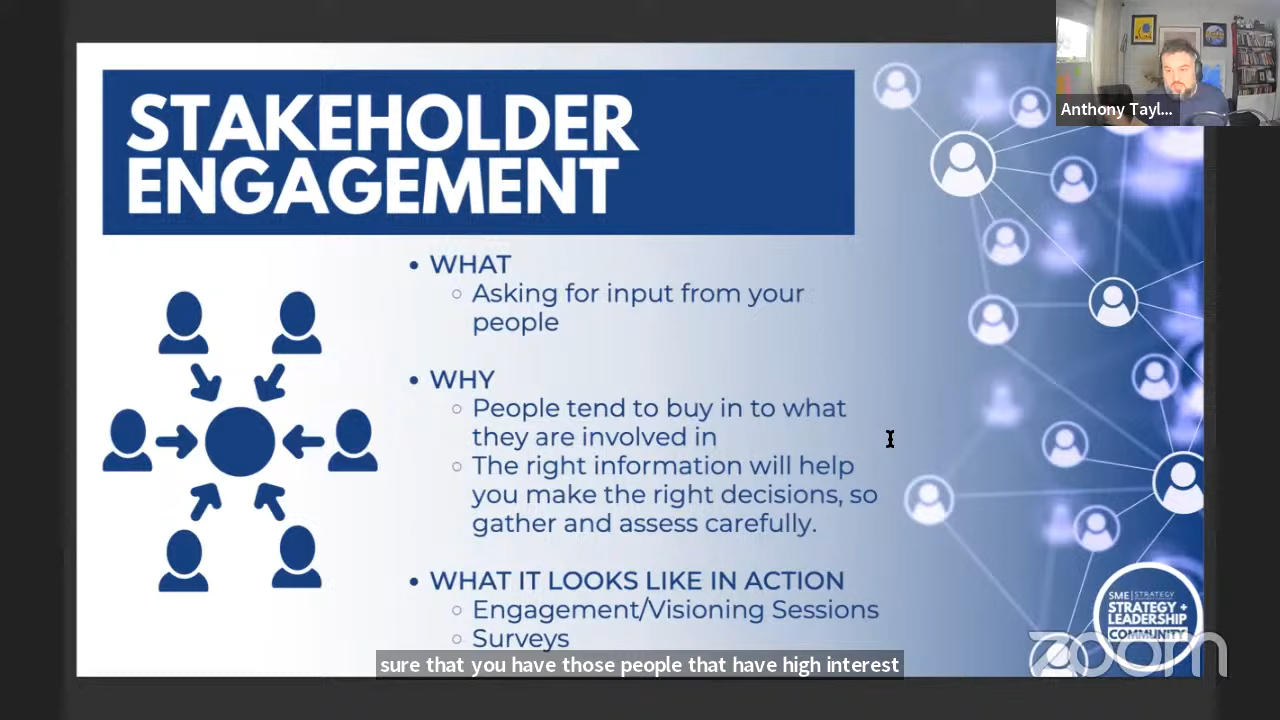 Anthony Tayl...
STAKEHOLDER
ENGAGEMENT
• WHAT
○ Asking for input from your
people
• WHY
○ People tend to buy in to what
they are involved in
○ The right information will help
you make the right decisions, so
gather and assess carefully.
• WHAT IT LOOKS LIKE IN ACTION
○ Engagement/Visioning Sessions
○ Surveys
SME | STRATEGY
STRATEGY +
LEADERSHIP
COMMUNITY
zoom
sure that you have those people that have high interest